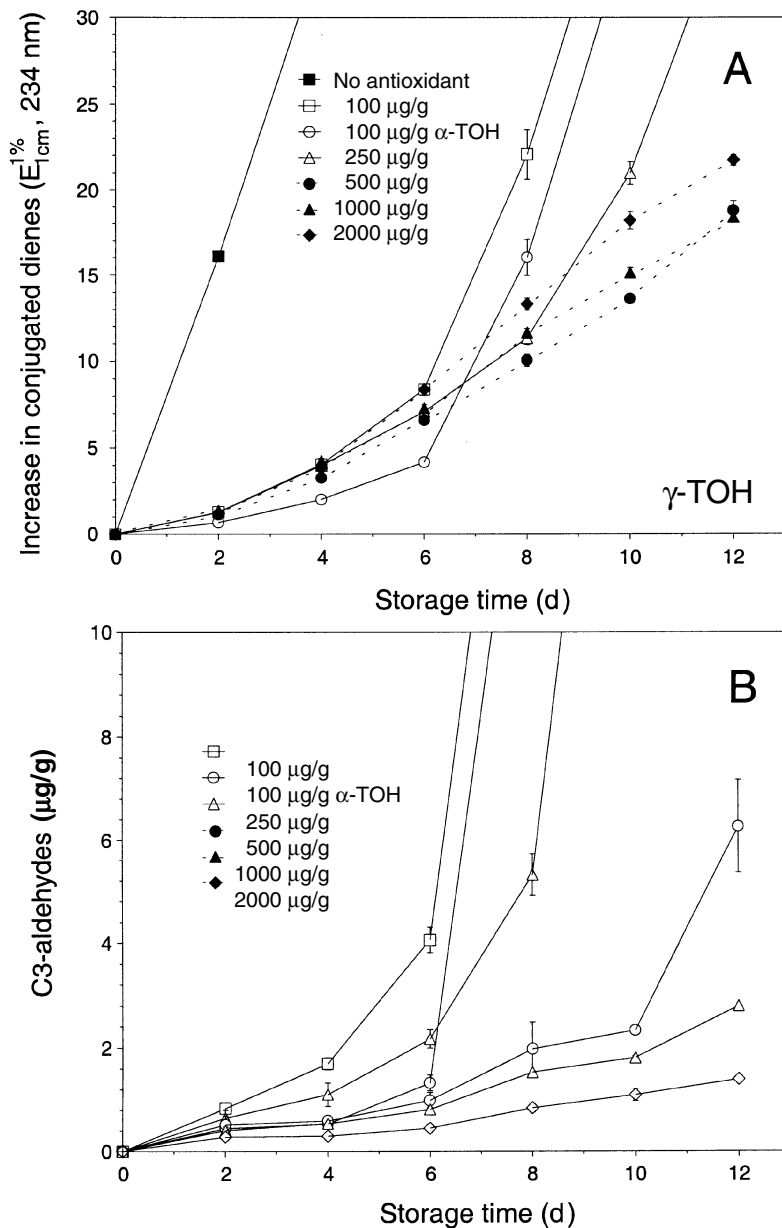 A
30
25
20
15
10
5
0
Increase in conjugated dienes (E1%1cm, 234 nm)
No antioxidant
100 µg/g
100 µg/g α-TOH
250 µg/g
500 µg/g
1000 µg/g
2000 µg/g
γ-TOH
0 2 4 6 8 10 12
Storage time (d)
B
10
8
6
4
2
0
C3-aldehydes (µg/g)
100 µg/g
100 µg/g α-TOH
250 µg/g
500 µg/g
1000 µg/g
2000 µg/g
0 2 4 6 8 10 12
Storage time (d)